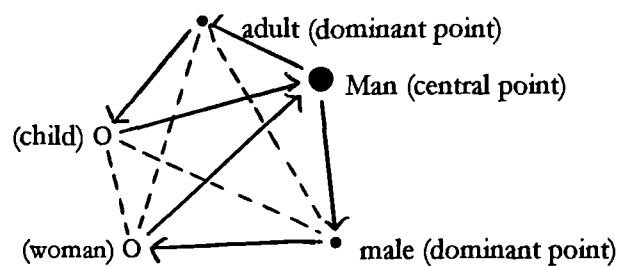 adult (dominant point)
Man (central point)
(child)
(woman)
male (dominant point)